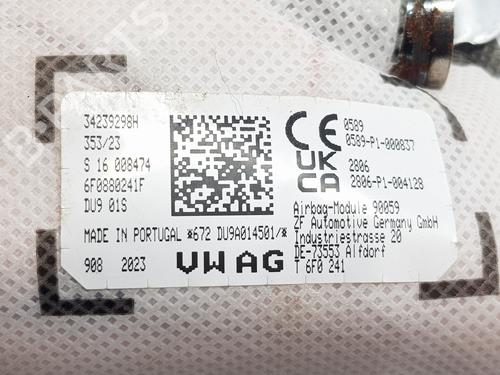 34239298H
353/23
S 16 008474
6F0880241F
DU9 01S
MADE IN PORTUGAL *672 DU9A014501/*
908 2023 VW AG
CE 0589
0589-P1-000837
UK CA 2806
2806-P1-004128
Airbag-Module 90059
ZF Automotive Germany GmbH
Industriestrasse 20
DE-73553 Alfdorf
T 6F0 241